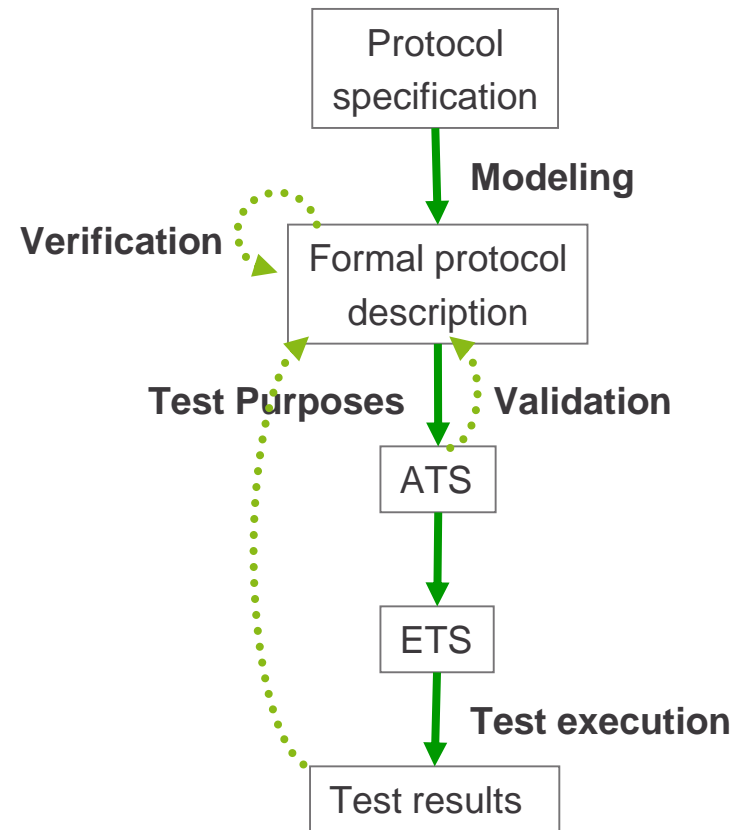 Protocol
specification
Modeling
Verification
Formal protocol
description
Test Purposes
Validation
ATS
ETS
Test execution
Test results